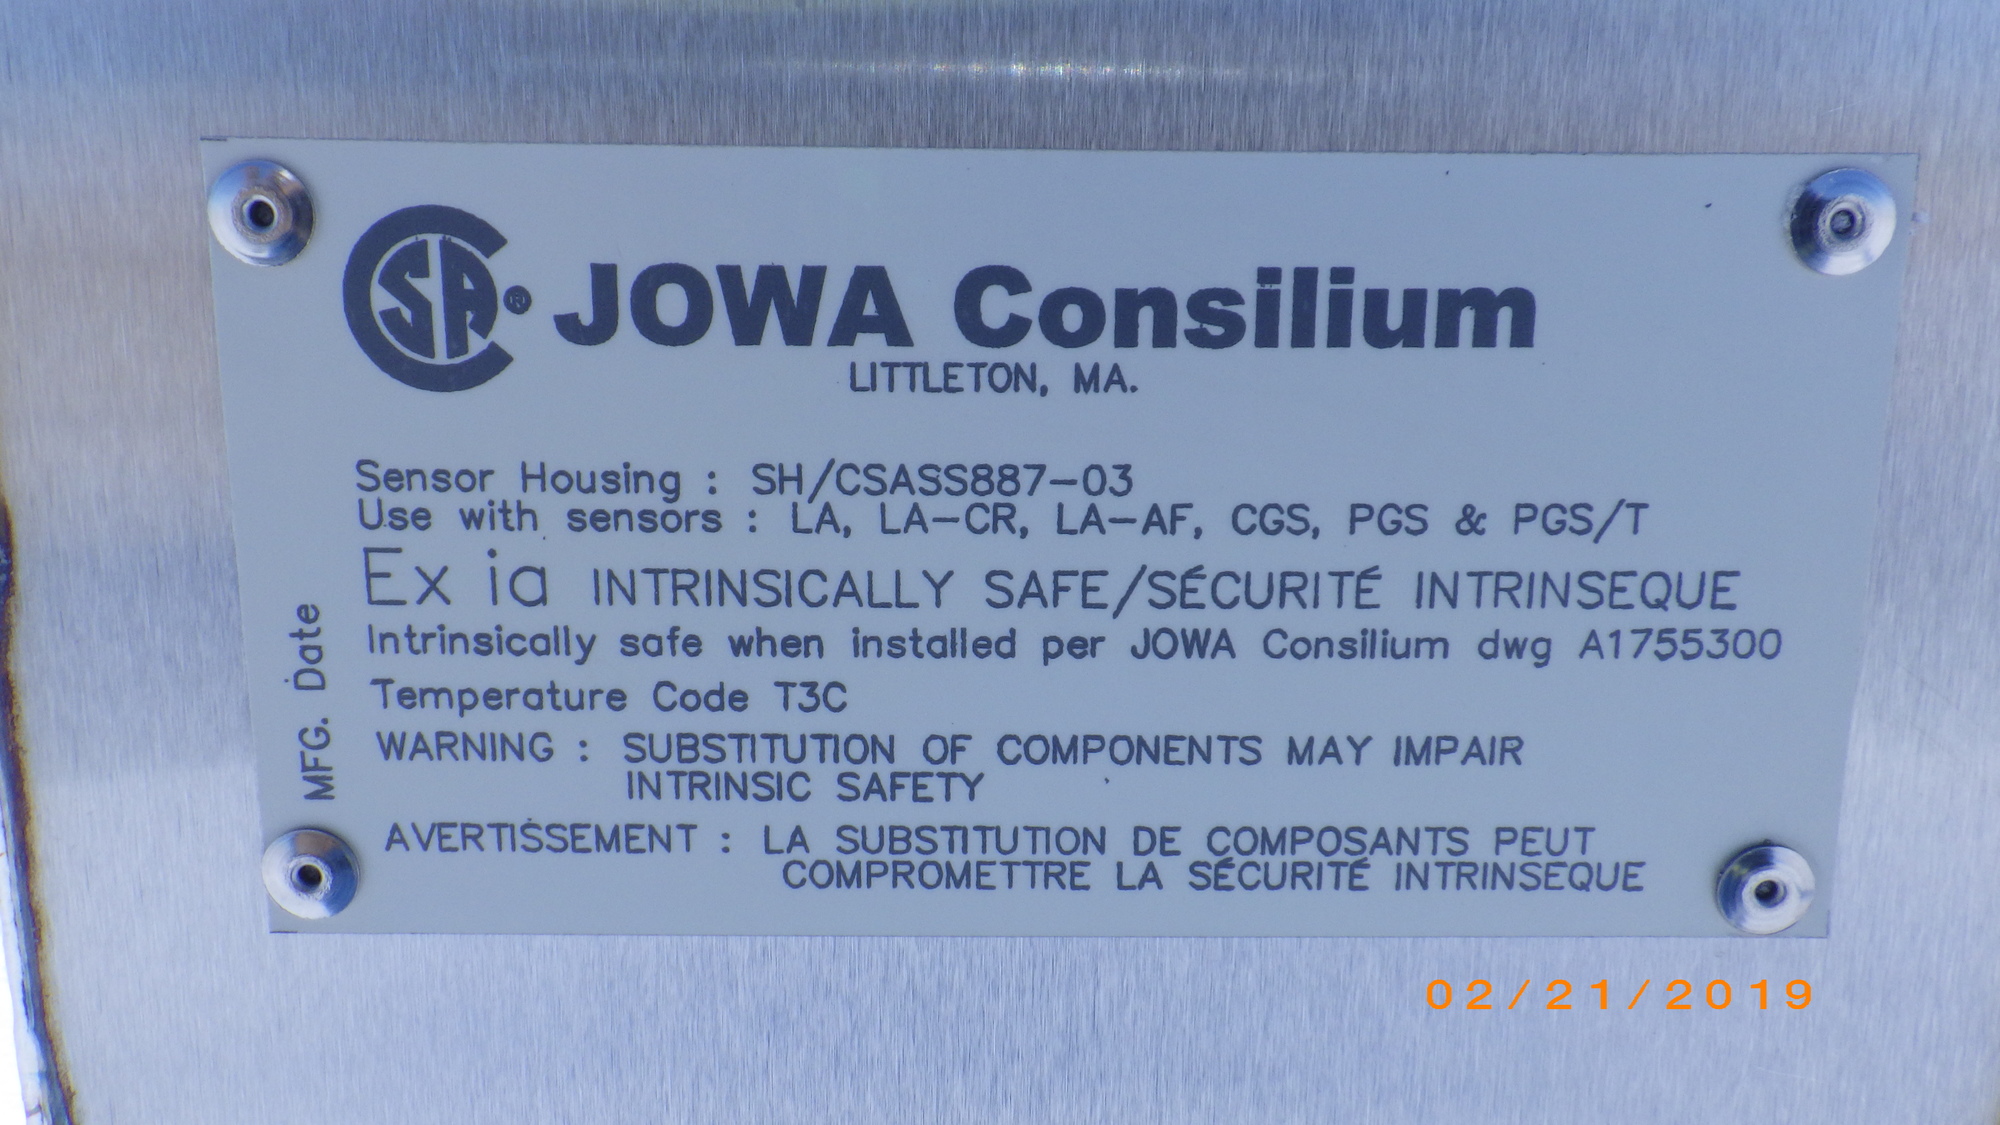 CSA® JOWA Consilium
LITTLETON, MA.
Sensor Housing : SH/CSASS887-03
Use with sensors : LA, LA-CR, LA-AF, CGS, PGS & PGS/T
Ex ia INTRINSICALLY SAFE/SÉCURITÉ INTRINSEQUE
Intrinsically safe when installed per JOWA Consilium dwg A1755300
Temperature Code T3C
WARNING : SUBSTITUTION OF COMPONENTS MAY IMPAIR
INTRINSIC SAFETY
AVERTISSEMENT : LA SUBSTITUTION DE COMPOSANTS PEUT
COMPROMETTRE LA SÉCURITÉ INTRINSEQUE
MFG. Date
02/21/2019